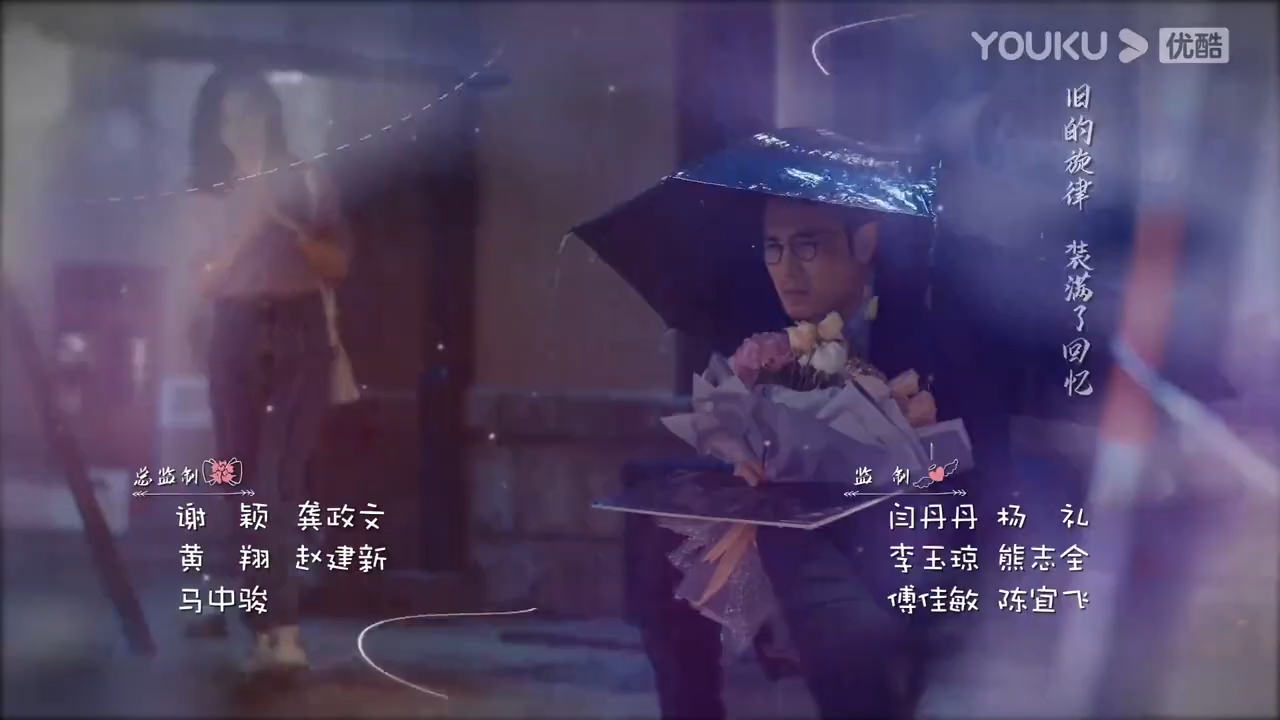 YOUKU 优酷
旧的旋律 装满了回忆
总监制
谢 颖 龚政文
黄 翔 赵建新
马中骏
监 制
闫丹丹 杨 礼
李玉琼 熊志全
傅佳敏 陈宜飞